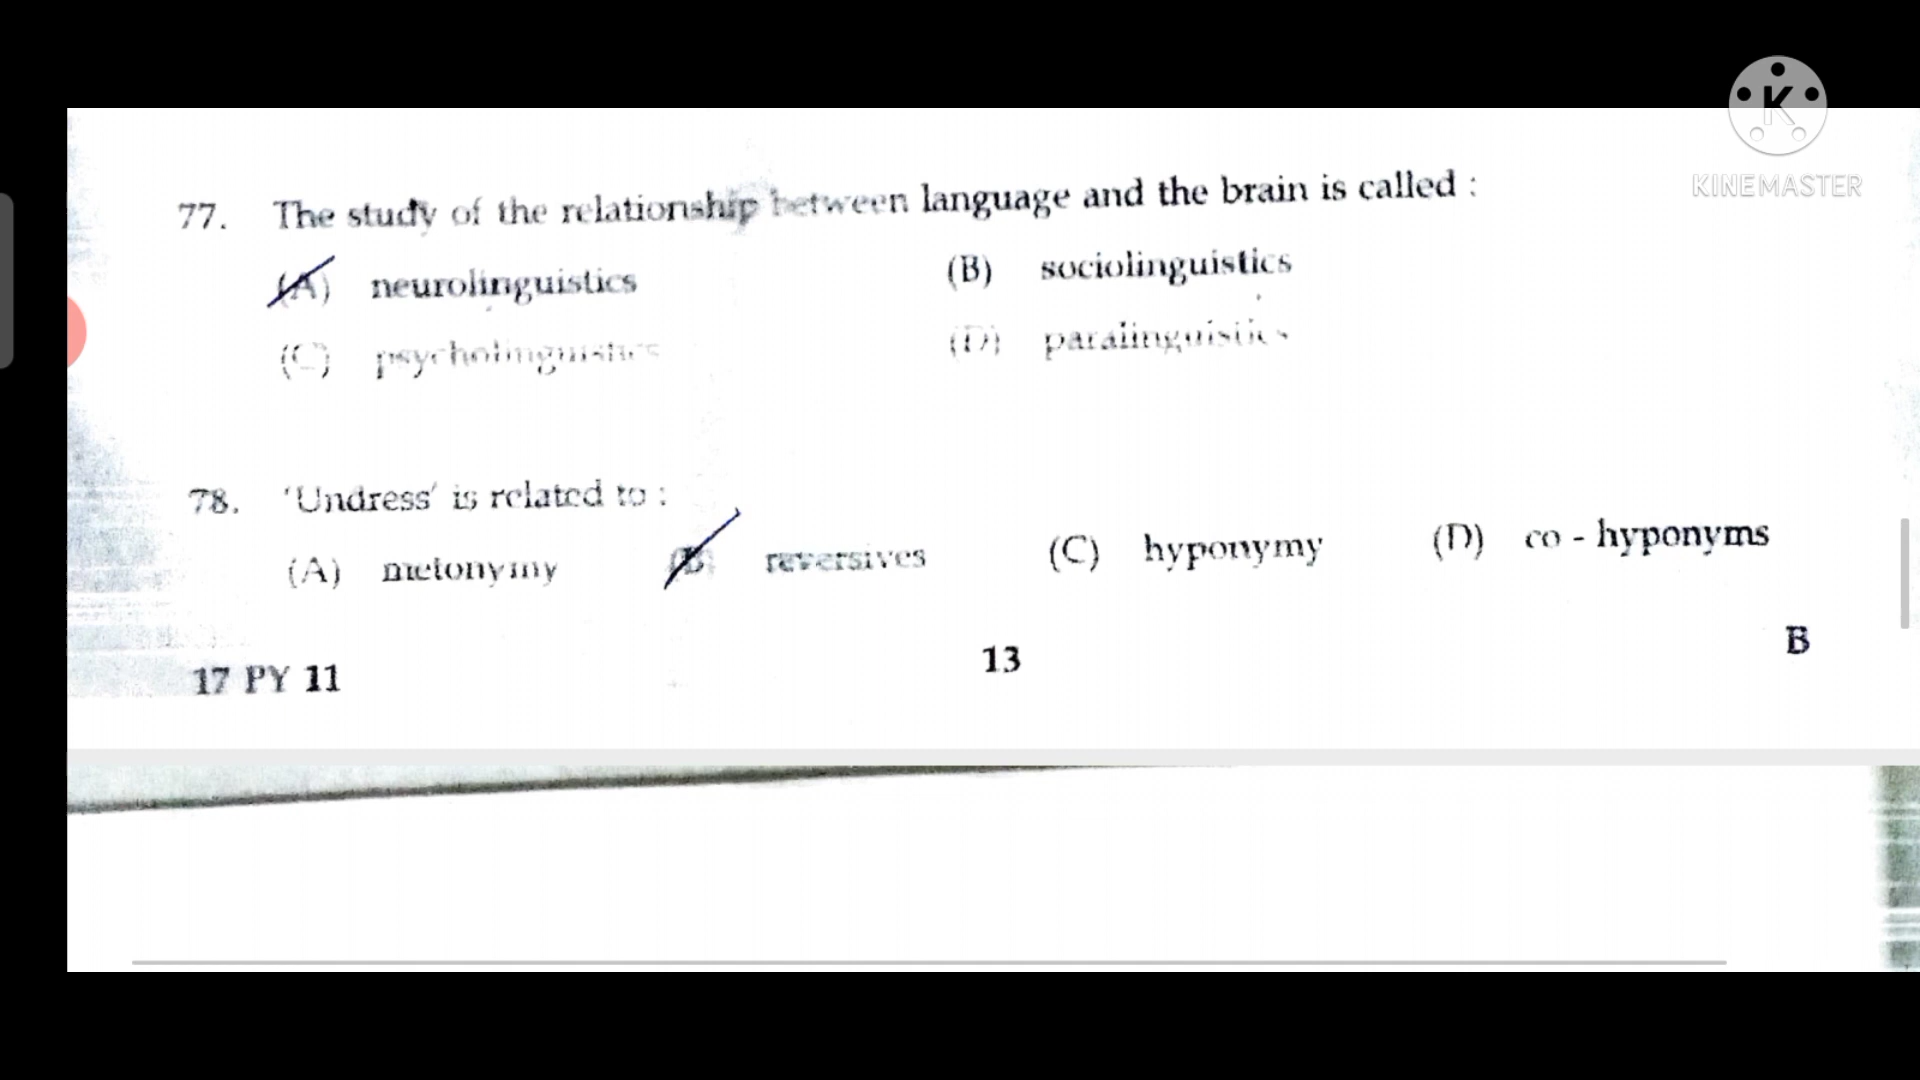 K
KINEMASTER
77. The study of the relationship between language and the brain is called :
(A) neurolinguistics (B) sociolinguistics
(C) psycholinguistics (D) paralinguistics
78. 'Undress' is related to :
(A) metonymy (B) reversives (C) hyponymy (D) co - hyponyms
17 PY 11 13 B